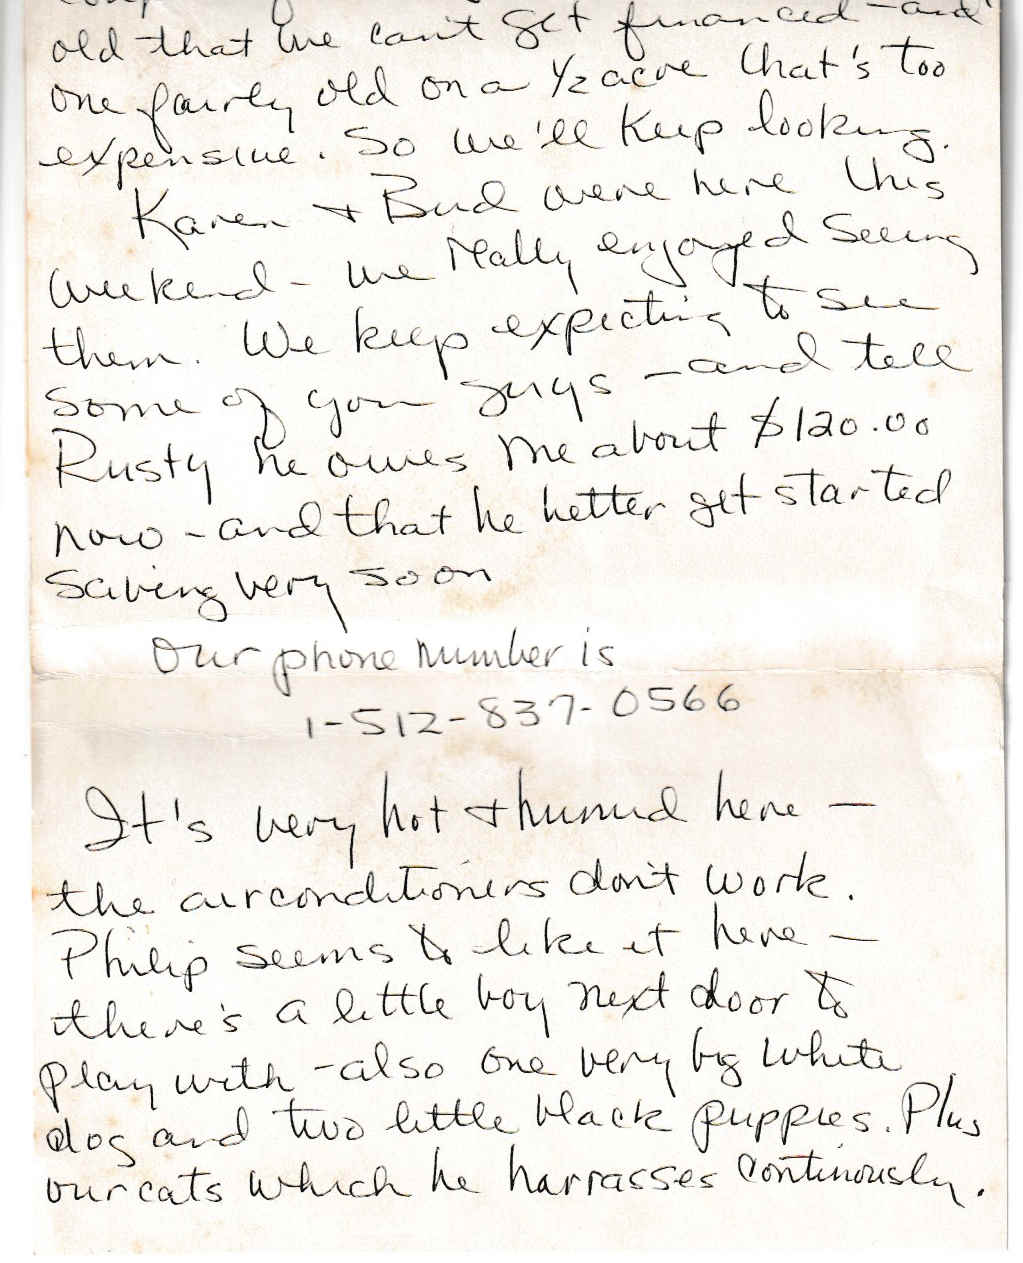 old that we can't get financed - and
one fairly old on a ½ acre that's too
expensive. So we'll keep looking.
Karen + Bud were here this
weekend - we really enjoyed seeing
them. We keep expecting to see
some of you guys - and tell
Rusty he owes me about $120.00
now - and that he better get started
saving very soon
Our phone number is
1-512-837-0566
It's very hot + humid here -
the airconditioners don't work.
Philip seems to like it here -
there's a little boy next door to
play with - also one very big white
dog and two little black puppies. Plus
our cats which he harrasses continously.